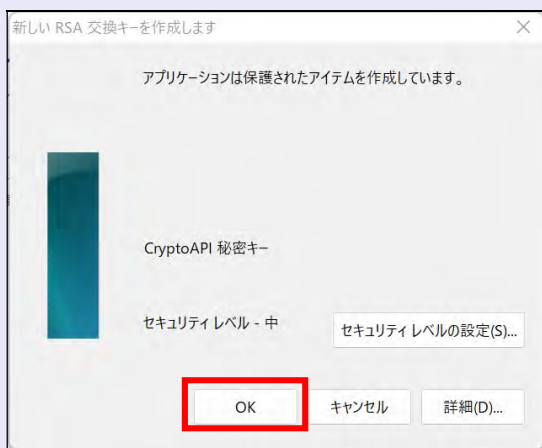 新しい RSA 交換キーを作成します
アプリケーションは保護されたアイテムを作成しています。
CryptoAPI 秘密キー
セキュリティ レベル - 中
セキュリティ レベルの設定(S)...
OK
キャンセル
詳細(D)...